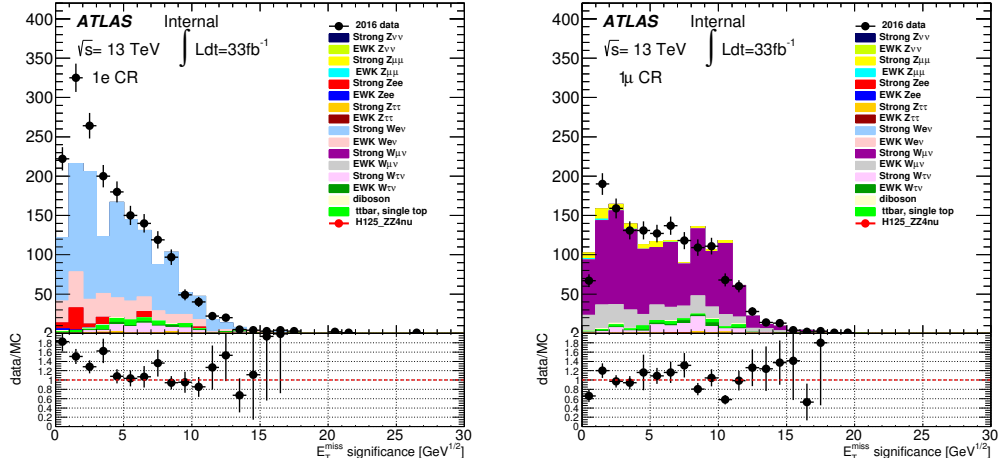 ATLAS Internal
√s= 13 TeV ∫ Ldt=33fb⁻¹
1e CR
2016 data
Strong Zνν
EWK Zνν
Strong Zμμ
EWK Zμμ
Strong Zee
EWK Zee
Strong Zττ
EWK Zττ
Strong Weν
EWK Weν
Strong Wμν
EWK Wμν
Strong Wτν
EWK Wτν
diboson
ttbar, single top
H125_ZZ4nu
400
350
300
250
200
150
100
50
0
data/MC
1.8
1.6
1.4
1.2
1
0.8
0.6
0.4
0.2
0
0 5 10 15 20 25 30
E_T^miss significance [GeV^1/2]
ATLAS Internal
√s= 13 TeV ∫ Ldt=33fb⁻¹
1μ CR
2016 data
Strong Zνν
EWK Zνν
Strong Zμμ
EWK Zμμ
Strong Zee
EWK Zee
Strong Zττ
EWK Zττ
Strong Weν
EWK Weν
Strong Wμν
EWK Wμν
Strong Wτν
EWK Wτν
diboson
ttbar, single top
H125_ZZ4nu
400
350
300
250
200
150
100
50
0
data/MC
1.8
1.6
1.4
1.2
1
0.8
0.6
0.4
0.2
0
0 5 10 15 20 25 30
E_T^miss significance [GeV^1/2]